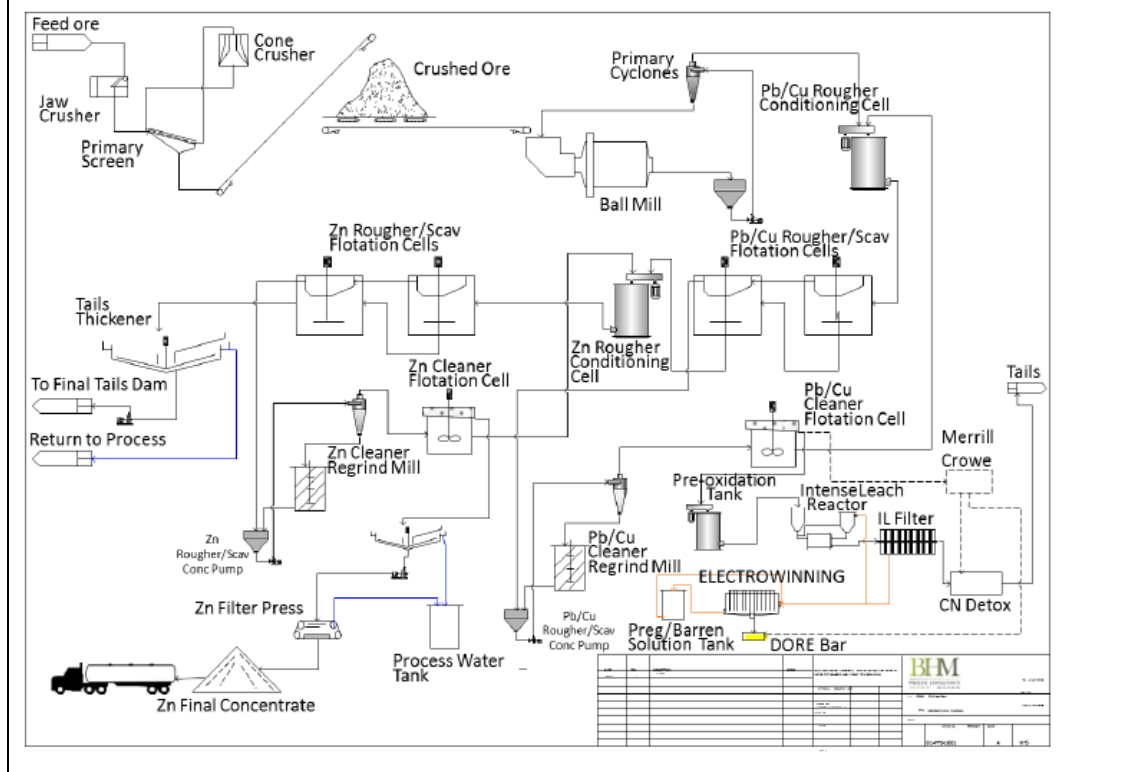 Feed ore
Cone
Crusher
Jaw
Crusher
Primary
Screen
Crushed Ore
Primary
Cyclones
Pb/Cu Rougher
Conditioning Cell
Ball Mill
Zn Rougher/Scav
Flotation Cells
Pb/Cu Rougher/Scav
Flotation Cells
Tails
Thickener
Zn Rougher
Conditioning
Cell
Zn Cleaner
Flotation Cell
Tails
To Final Tails Dam
Pb/Cu
Cleaner
Flotation Cell
Return to Process
Merrill
Crowe
Zn Cleaner
Regrind Mill
Pre-oxidation
Tank
Intense Leach
Reactor
IL Filter
Zn
Rougher/Scav
Conc Pump
Pb/Cu
Cleaner
Regrind Mill
ELECTROWINNING
CN Detox
Zn Filter Press
Pb/Cu
Rougher/Scav
Conc Pump
Preg/Barren
Solution Tank
DORE Bar
Process Water
Tank
Zn Final Concentrate
BHM
PROCESS CONSULTANTS
A